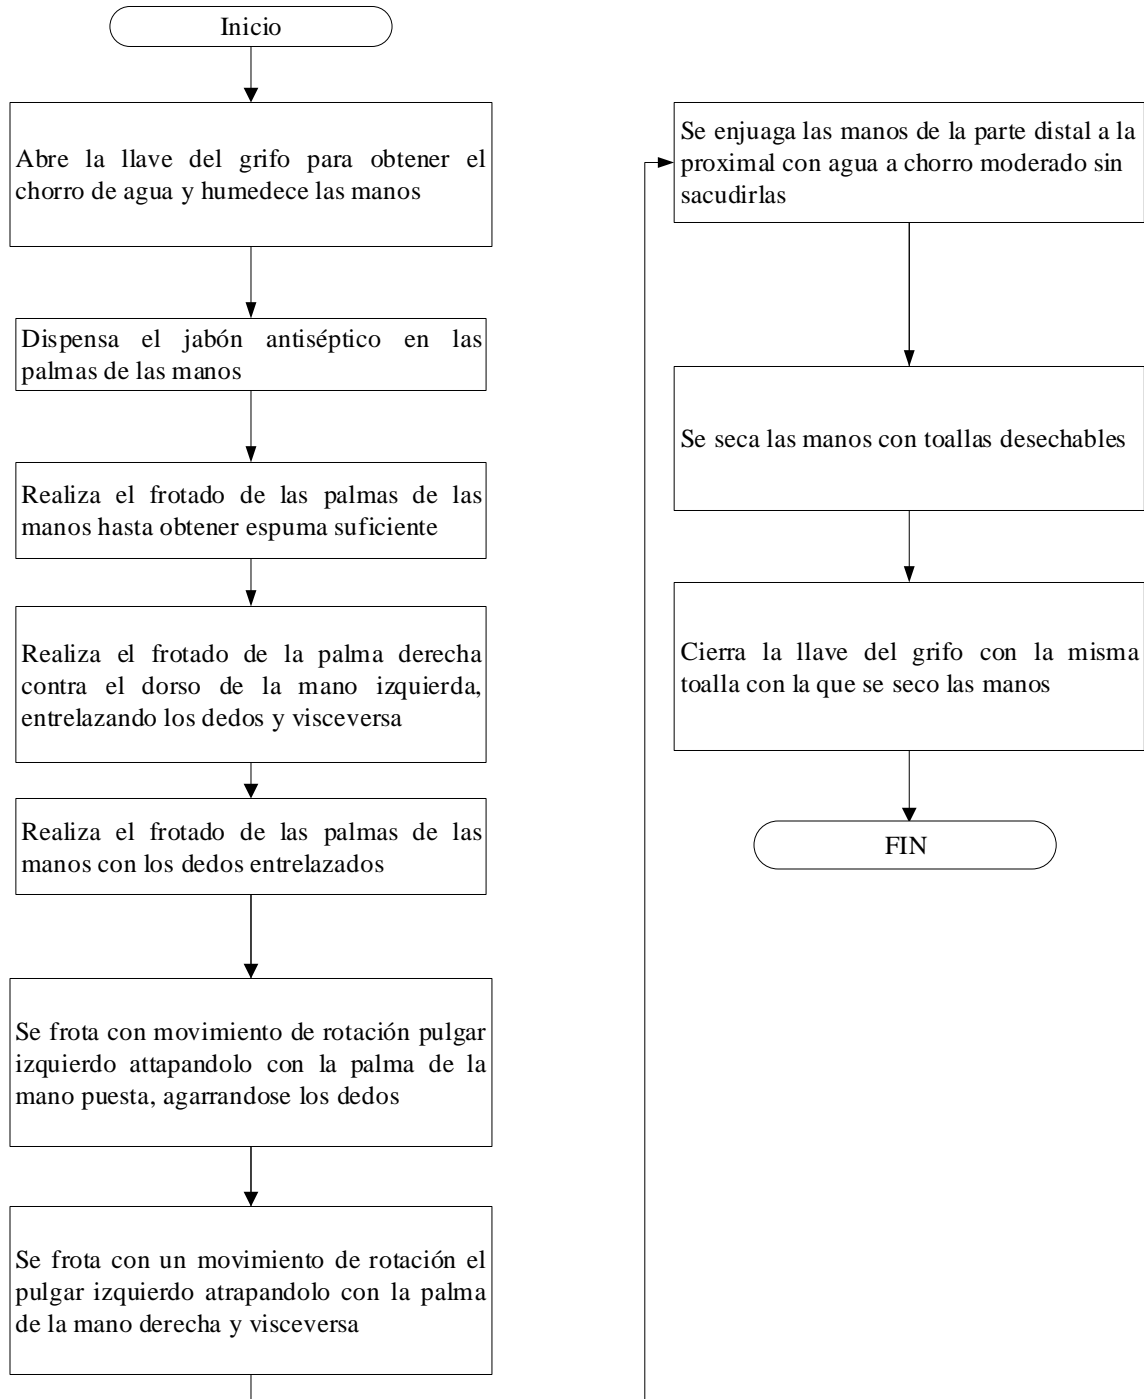 Inicio
Abre la llave del grifo para obtener el
chorro de agua y humedece las manos
Dispensa el jabón antiséptico en las
palmas de las manos
Realiza el frotado de las palmas de las
manos hasta obtener espuma suficiente
Realiza el frotado de la palma derecha
contra el dorso de la mano izquierda,
entrelazando los dedos y visceversa
Realiza el frotado de las palmas de las
manos con los dedos entrelazados
Se frota con movimiento de rotación pulgar
izquierdo attapandolo con la palma de la
mano puesta, agarrandose los dedos
Se frota con un movimiento de rotación el
pulgar izquierdo atrapandolo con la palma
de la mano derecha y visceversa
Se enjuaga las manos de la parte distal a la
proximal con agua a chorro moderado sin
sacudirlas
Se seca las manos con toallas desechables
Cierra la llave del grifo con la misma
toalla con la que se seco las manos
FIN